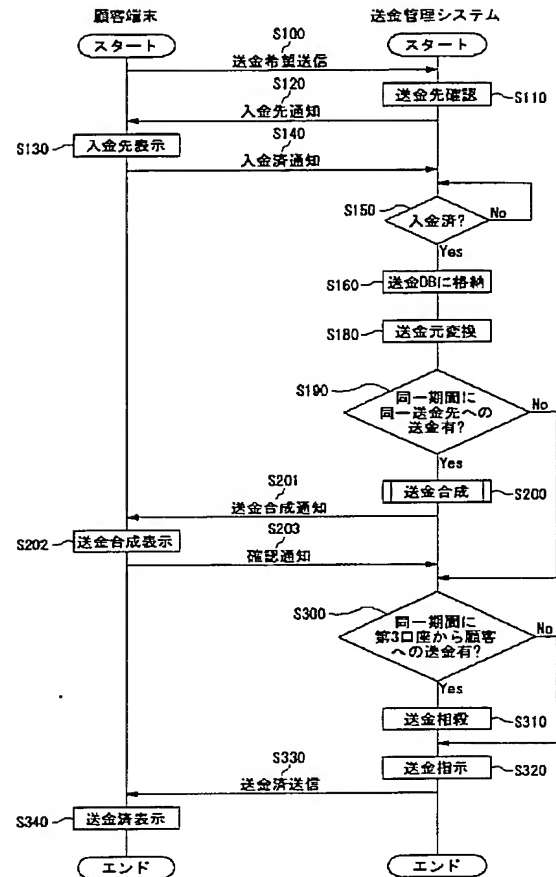 顧客端末
送金管理システム
スタート
スタート
S100
送金希望送信
S120
送金先確認
S110
入金先通知
S130
入金先表示
S140
入金済通知
S150
入金済?
No
Yes
S160
送金DBに格納
S180
送金元変換
S190
同一期間に
同一送金先への
送金有?
No
Yes
S201
送金合成
S200
送金合成通知
S202
送金合成表示
S203
確認通知
S300
同一期間に
第3口座から顧客
への送金有?
No
Yes
送金相殺
S310
S330
送金指示
S320
送金済送信
S340
送金済表示
エンド
エンド